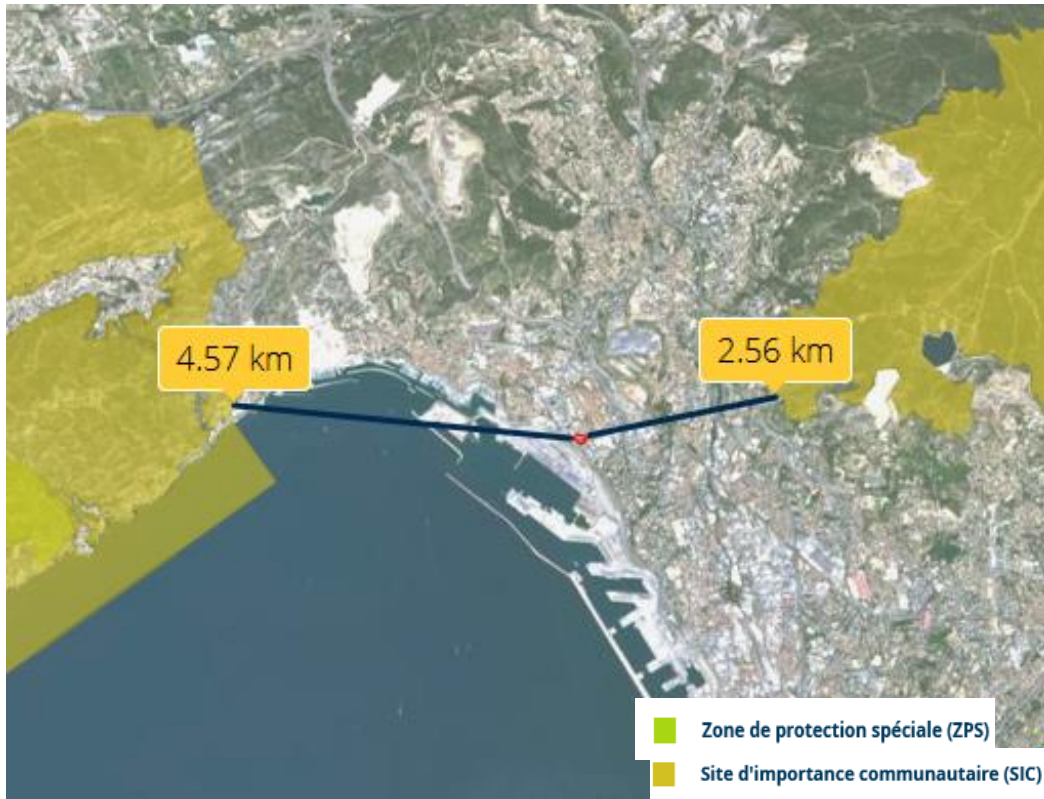 4.57 km
2.56 km
Zone de protection spéciale (ZPS)
Site d'importance communautaire (SIC)